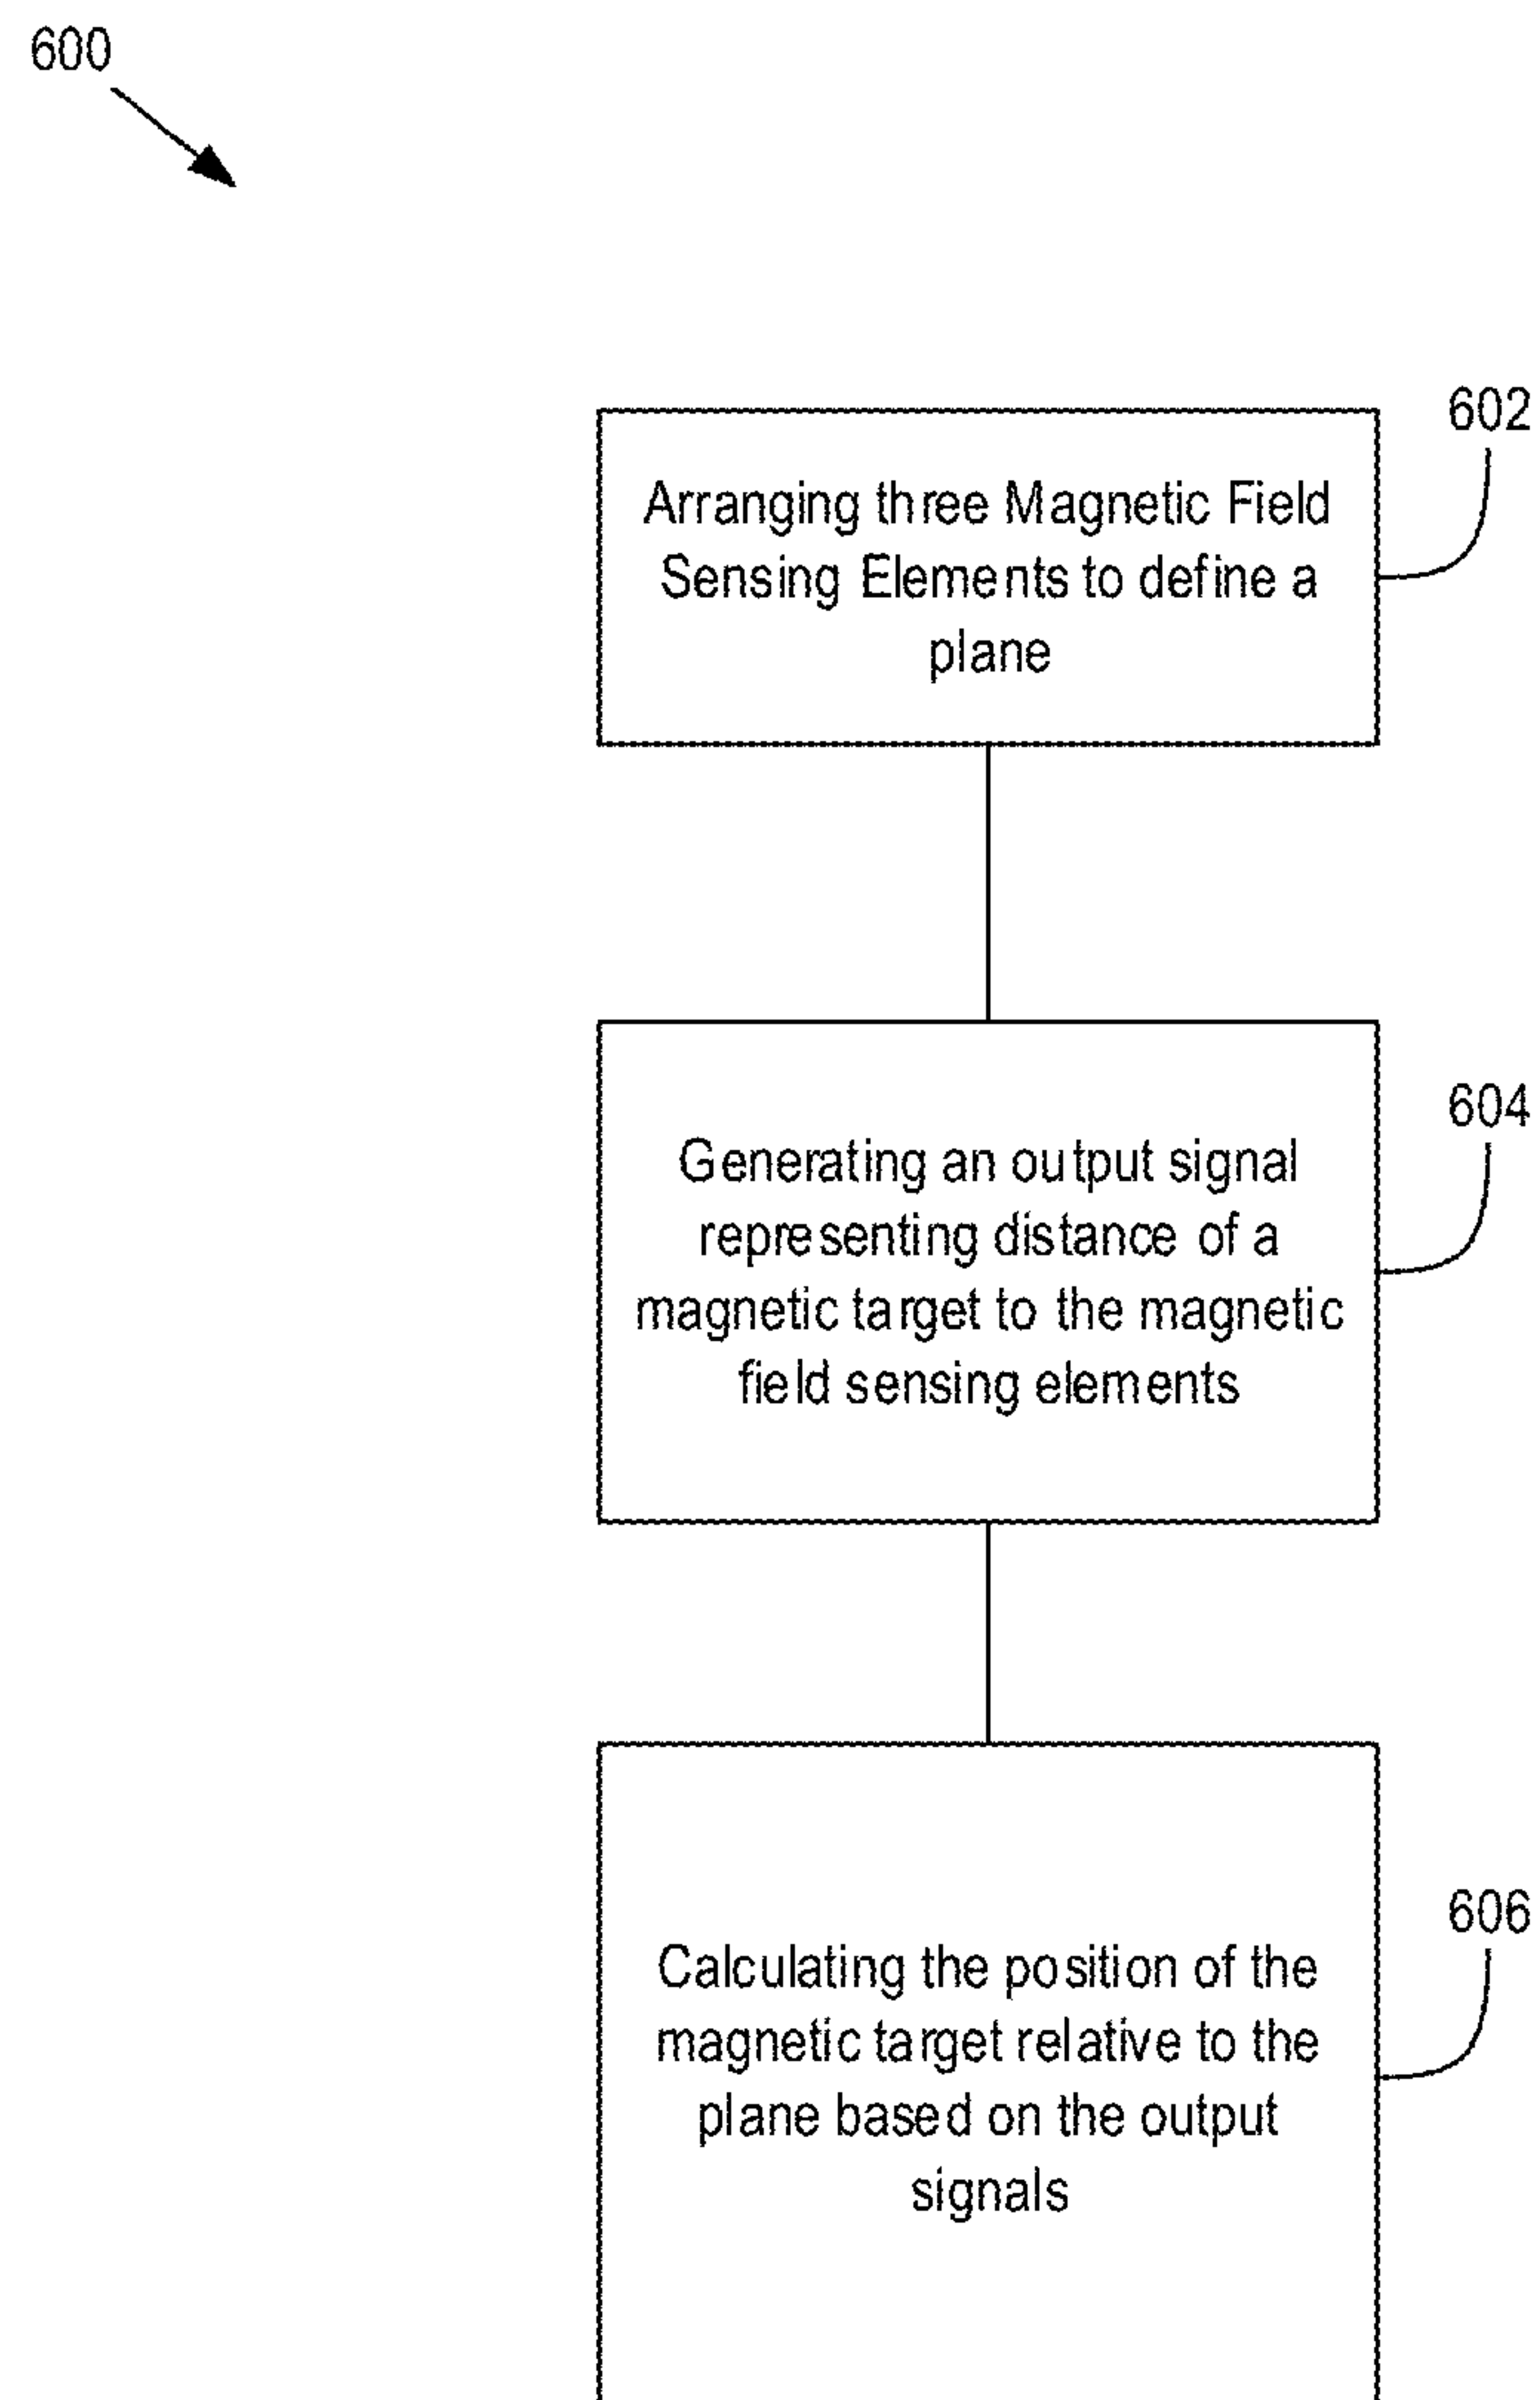 600
602
Arranging three Magnetic Field
Sensing Elements to define a
plane
604
Generating an output signal
representing distance of a
magnetic target to the magnetic
field sensing elements
606
Calculating the position of the
magnetic target relative to the
plane based on the output
signals